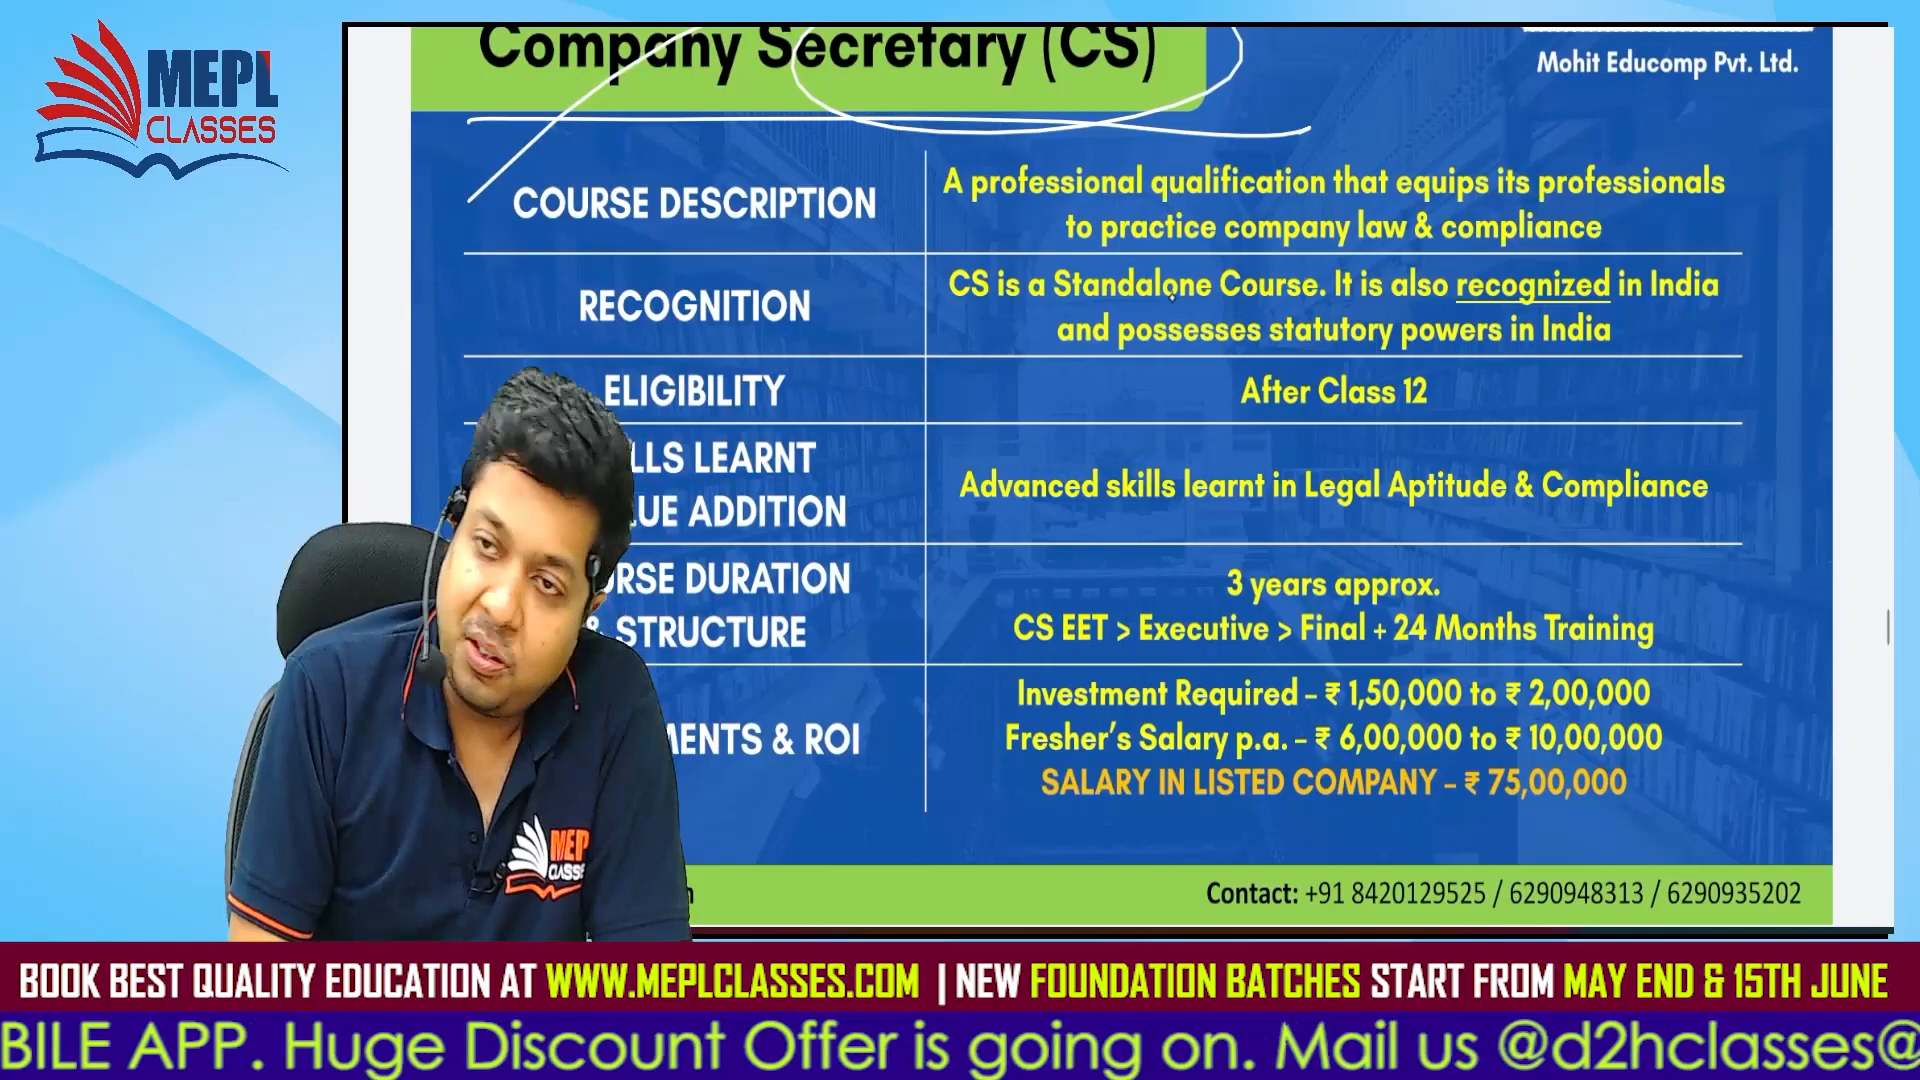 MEPL
CLASSES
Company Secretary (CS)
Mohit Educomp Pvt. Ltd.
COURSE DESCRIPTION
A professional qualification that equips its professionals
to practice company law & compliance
RECOGNITION
CS is a Standalone Course. It is also recognized in India
and possesses statutory powers in India
ELIGIBILITY
After Class 12
LLS LEARNT
UE ADDITION
Advanced skills learnt in Legal Aptitude & Compliance
RSE DURATION
& STRUCTURE
3 years approx.
CS EET > Executive > Final + 24 Months Training
MENTS & ROI
Investment Required – ₹ 1,50,000 to ₹ 2,00,000
Fresher's Salary p.a. – ₹ 6,00,000 to ₹ 10,00,000
SALARY IN LISTED COMPANY – ₹ 75,00,000
MEP
CLASS
Contact: +91 8420129525 / 6290948313 / 6290935202
BOOK BEST QUALITY EDUCATION AT WWW.MEPLCLASSES.COM | NEW FOUNDATION BATCHES START FROM MAY END & 15TH JUNE
BILE APP. Huge Discount Offer is going on. Mail us @d2hclasses@